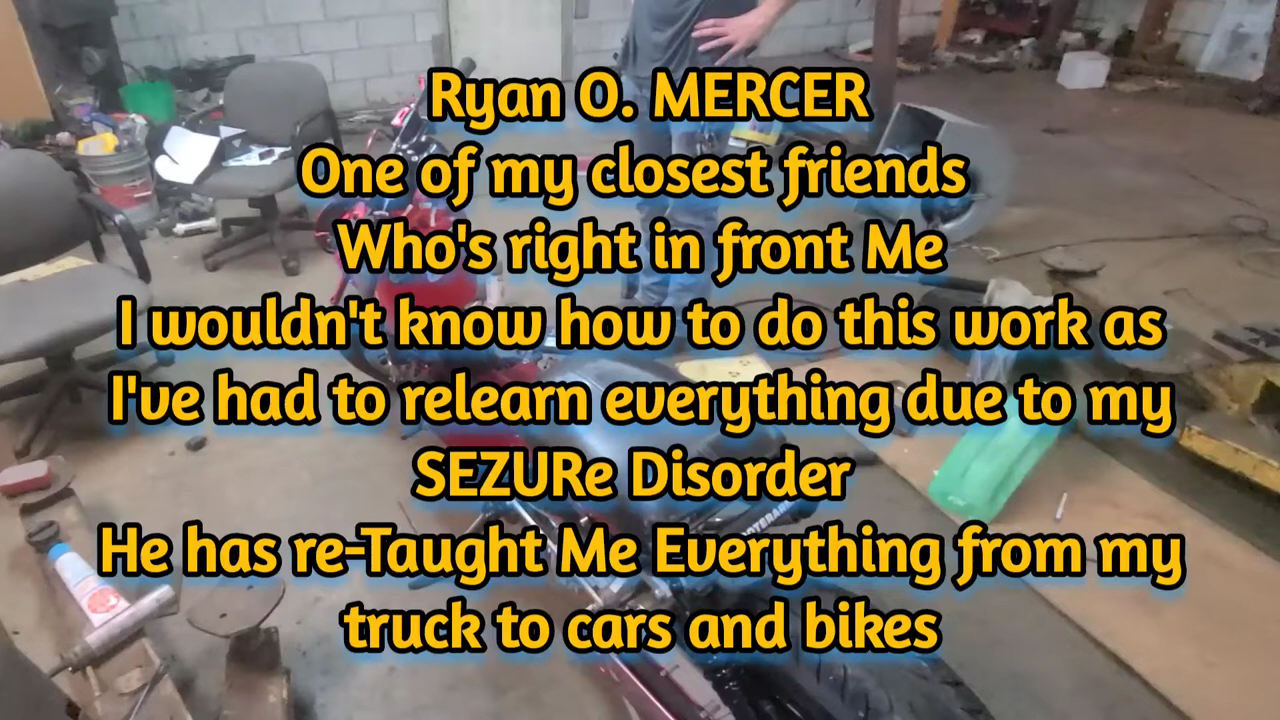 Ryan O. MERCER
One of my closest friends
Who's right in front Me
I wouldn't know how to do this work as
I've had to relearn everything due to my
SEZURe Disorder
He has re-Taught Me Everything from my
truck to cars and bikes